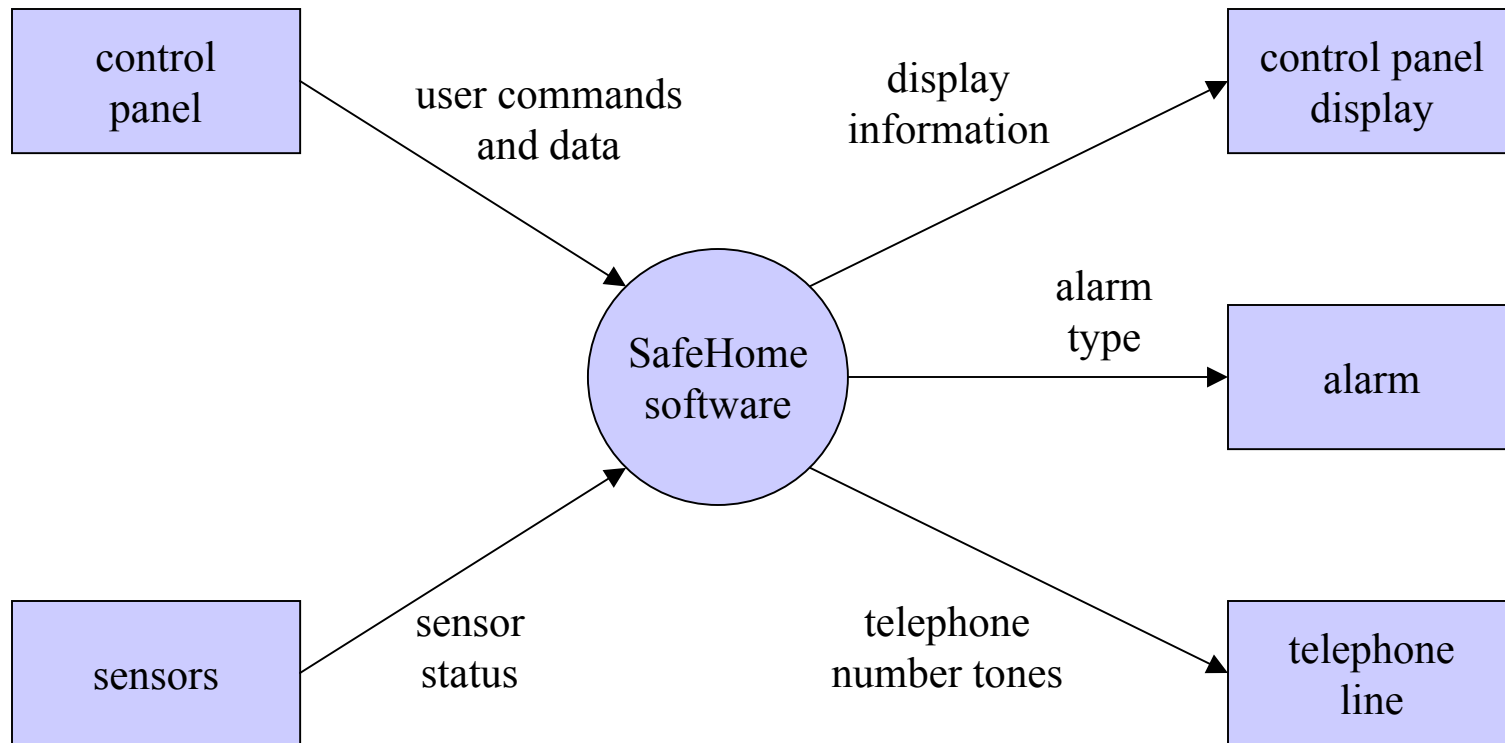 control
panel
user commands
and data
display
information
control panel
display
SafeHome
software
alarm
type
alarm
sensors
sensor
status
telephone
number tones
telephone
line